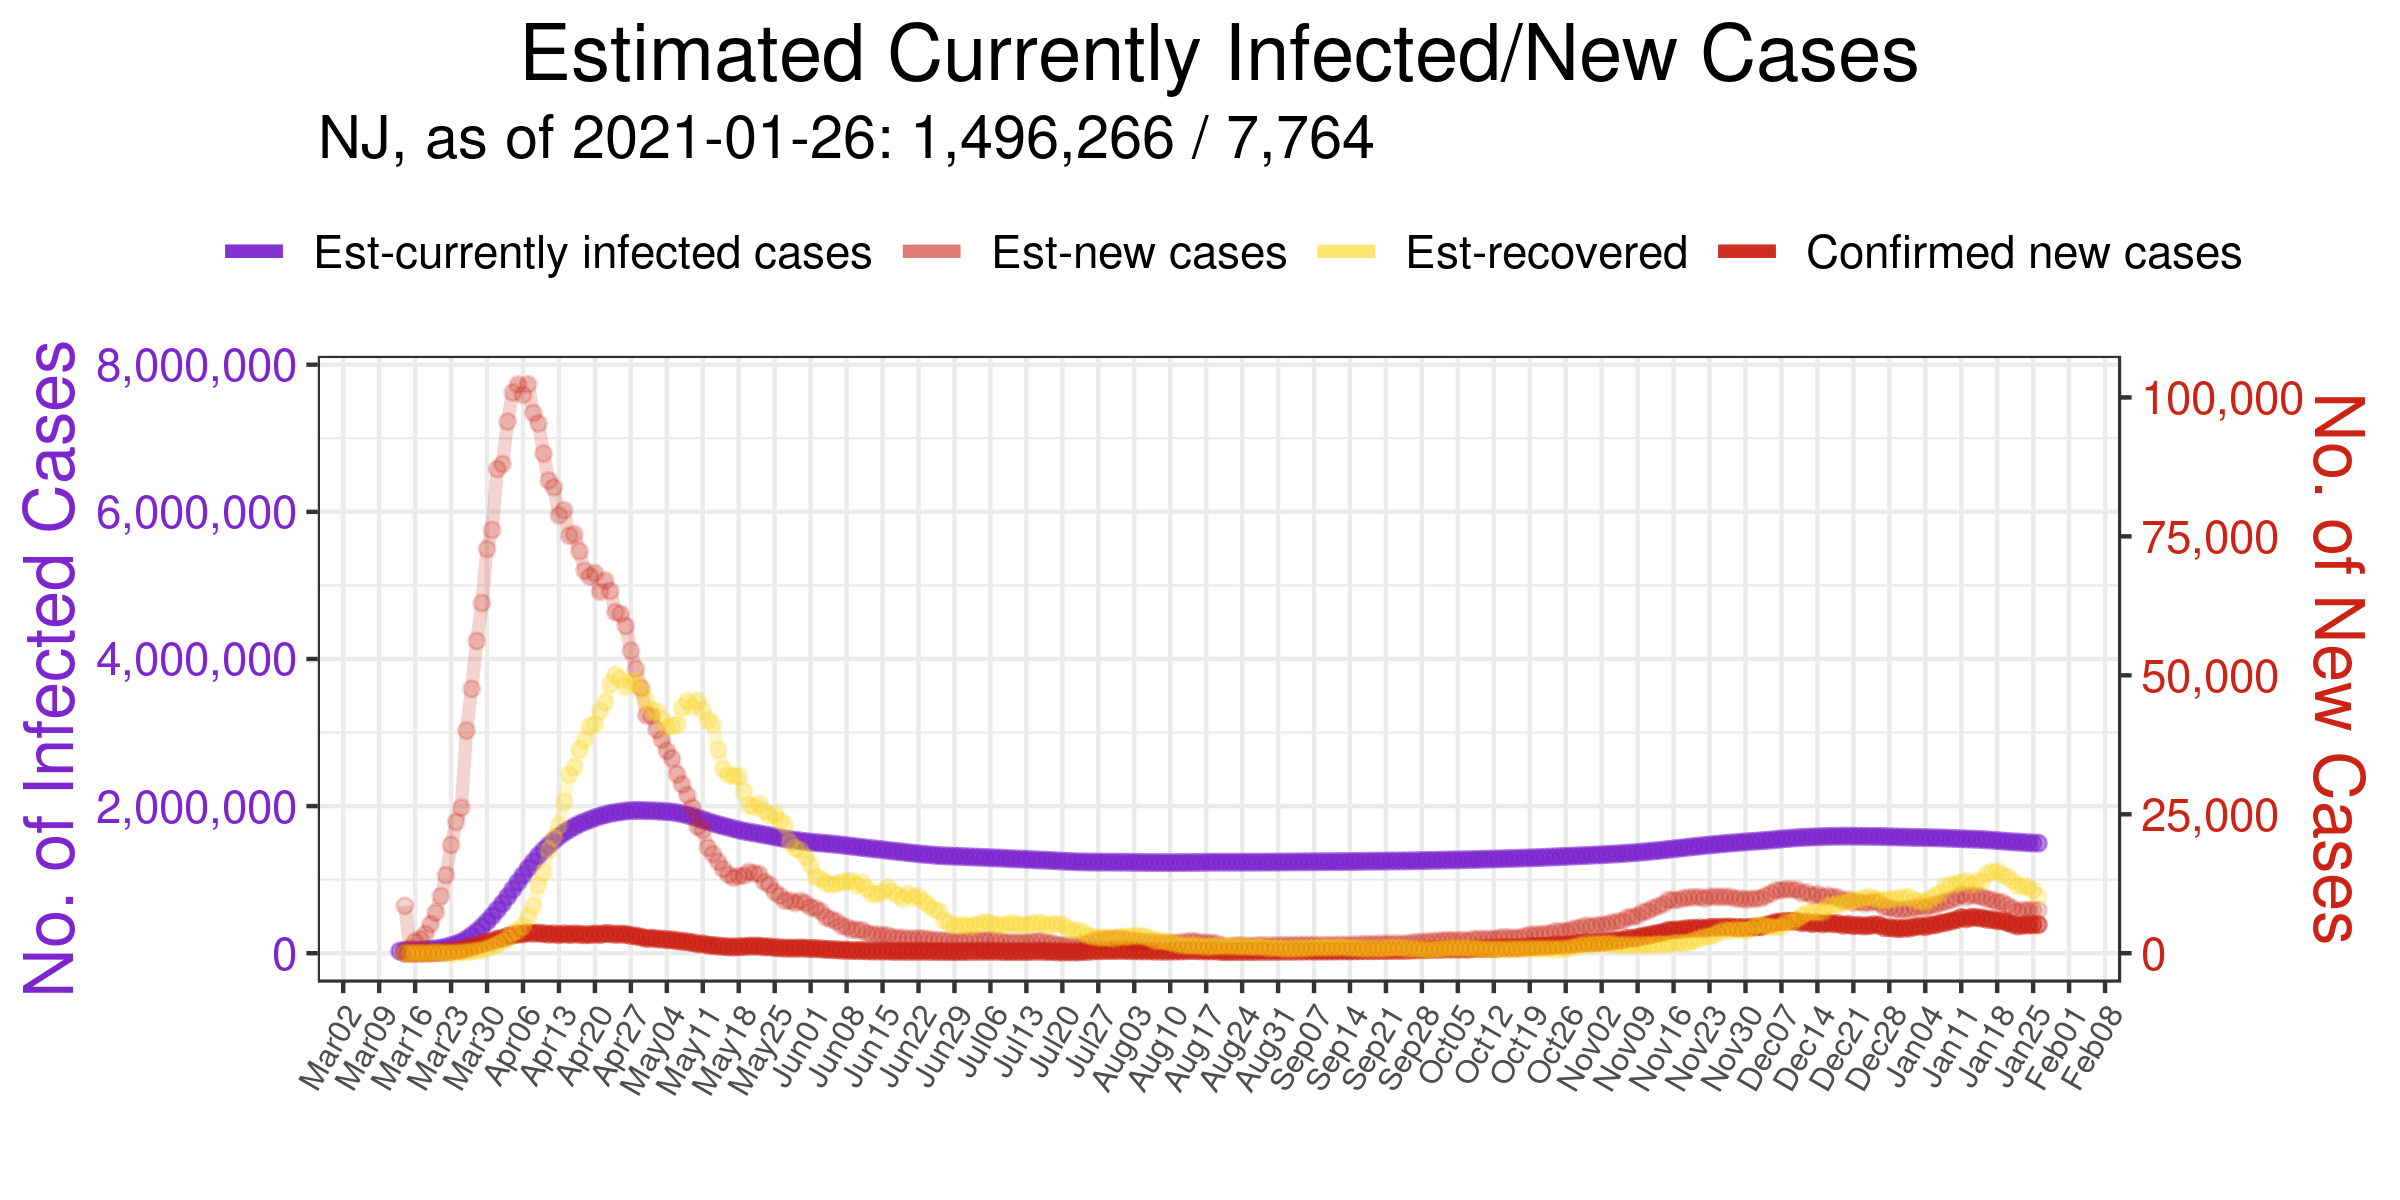 Estimated Currently Infected/New Cases
NJ, as of 2021-01-26: 1,496,266 / 7,764
Est-currently infected cases Est-new cases Est-recovered Confirmed new cases
No. of Infected Cases
8,000,000
6,000,000
4,000,000
2,000,000
0
100,000
75,000
50,000
25,000
0
No. of New Cases
Mar02 Mar09 Mar16 Mar23 Mar30 Apr06 Apr13 Apr20 Apr27 May04 May11 May18 May25 Jun01 Jun08 Jun15 Jun22 Jun29 Jul06 Jul13 Jul20 Jul27 Aug03 Aug10 Aug17 Aug24 Aug31 Sep07 Sep14 Sep21 Sep28 Oct05 Oct12 Oct19 Oct26 Nov02 Nov09 Nov16 Nov23 Nov30 Dec07 Dec14 Dec21 Dec28 Jan04 Jan11 Jan18 Jan25 Feb01 Feb08